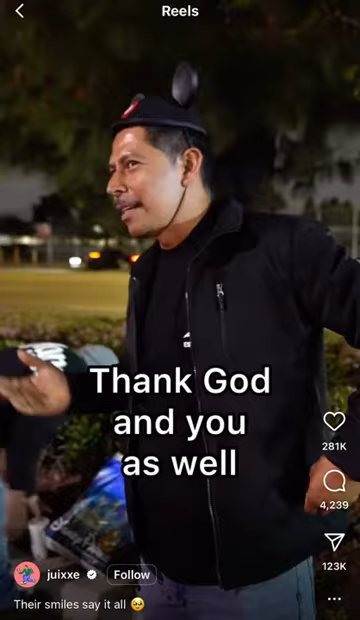 Reels
Thank God
and you
as well
281K
4,239
123K
juixxe
Follow
Their smiles say it all 🥹